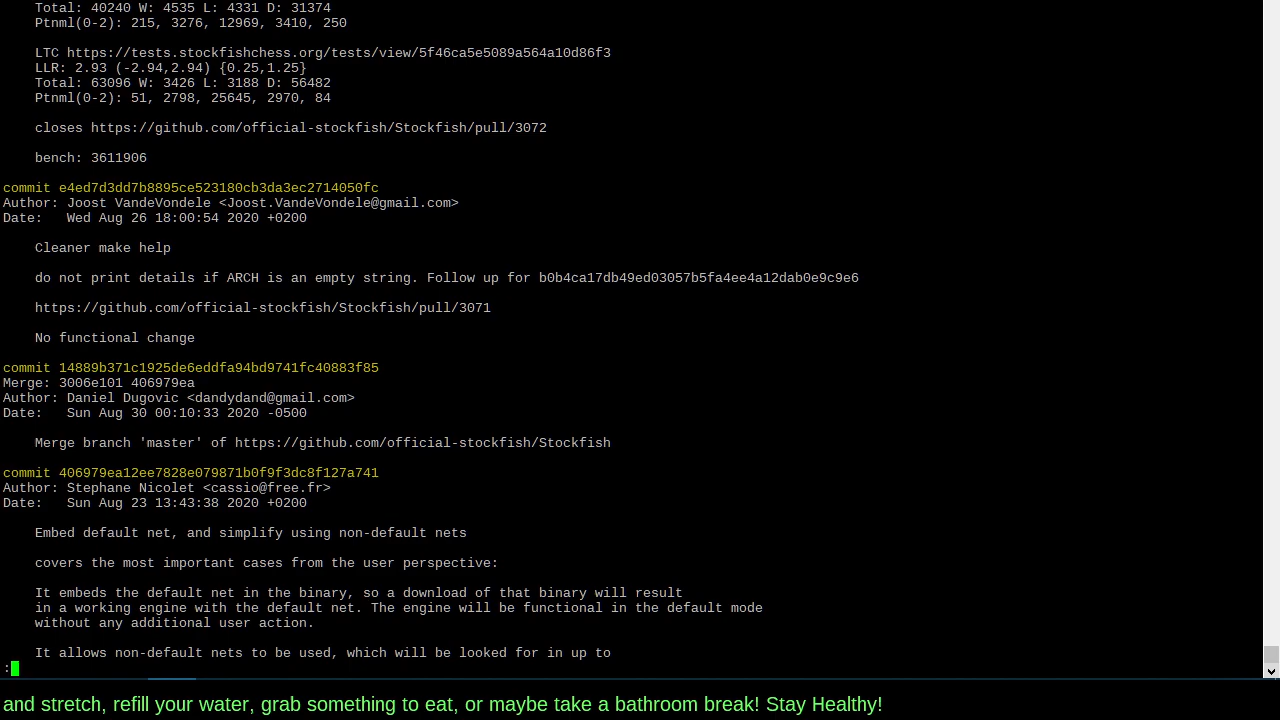 Total: 40240 W: 4535 L: 4331 D: 31374
Ptnml(0-2): 215, 3276, 12969, 3410, 250
LTC https://tests.stockfishchess.org/tests/view/5f46ca5e5089a564a10d86f3
LLR: 2.93 (-2.94,2.94) {0.25,1.25}
Total: 63096 W: 3426 L: 3188 D: 56482
Ptnml(0-2): 51, 2798, 25645, 2970, 84
closes https://github.com/official-stockfish/Stockfish/pull/3072
bench: 3611906
commit e4ed7d3dd7b8895ce523180cb3da3ec2714050fc
Author: Joost VandeVondele <Joost.VandeVondele@gmail.com>
Date:   Wed Aug 26 18:00:54 2020 +0200
Cleaner make help
do not print details if ARCH is an empty string. Follow up for b0b4ca17db49ed03057b5fa4ee4a12dab0e9c9e6
https://github.com/official-stockfish/Stockfish/pull/3071
No functional change
commit 14889b371c1925de6eddfa94bd9741fc40883f85
Merge: 3006e101 406979ea
Author: Daniel Dugovic <dandydand@gmail.com>
Date:   Sun Aug 30 00:10:33 2020 -0500
Merge branch 'master' of https://github.com/official-stockfish/Stockfish
commit 406979ea12ee7828e079871b0f9f3dc8f127a741
Author: Stephane Nicolet <cassio@free.fr>
Date:   Sun Aug 23 13:43:38 2020 +0200
Embed default net, and simplify using non-default nets
covers the most important cases from the user perspective:
It embeds the default net in the binary, so a download of that binary will result
in a working engine with the default net. The engine will be functional in the default mode
without any additional user action.
It allows non-default nets to be used, which will be looked for in up to
:
and stretch, refill your water, grab something to eat, or maybe take a bathroom break! Stay Healthy!